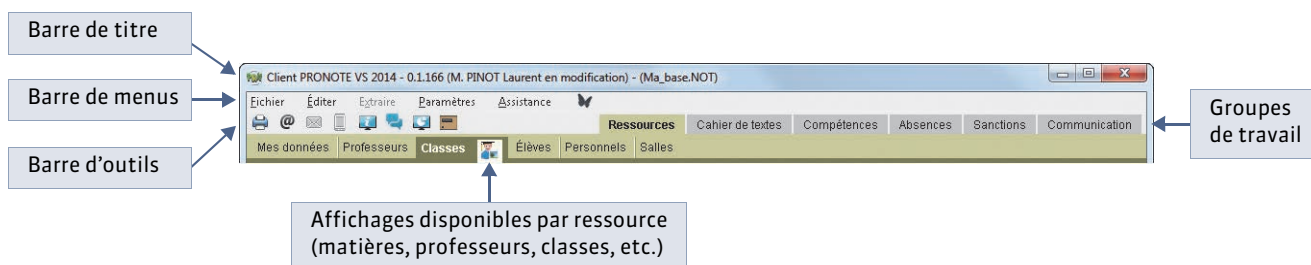 Barre de titre
Client PRONOTE VS 2014 - 0.1.166 (M. PINOT Laurent en modification) - (Ma_base.NOT)
Barre de menus
Fichier Éditer Extraire Paramètres Assistance
Groupes
de travail
Ressources Cahier de textes Compétences Absences Sanctions Communication
Mes données Professeurs Classes Élèves Personnels Salles
Barre d'outils
Affichages disponibles par ressource
(matières, professeurs, classes, etc.)